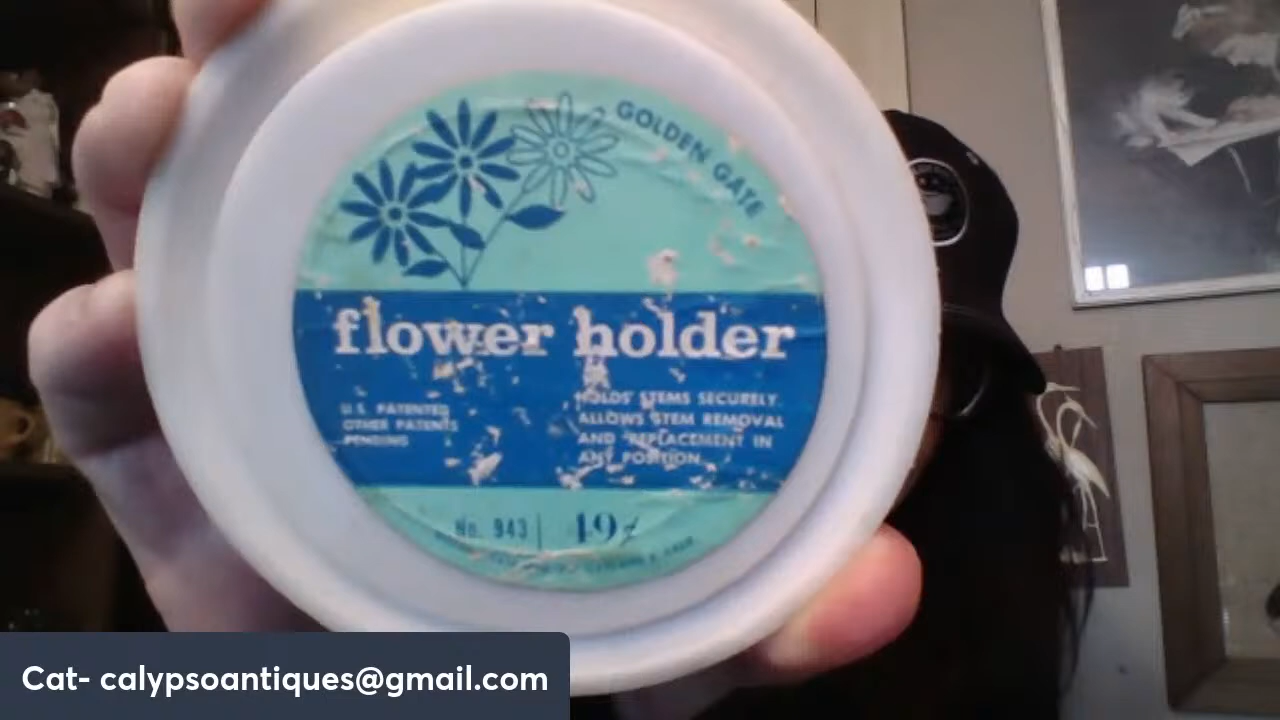 GOLDEN GATE
flower holder
U.S. PATENTED
OTHER PATENTS
PENDING
HOLDS STEMS SECURELY.
ALLOWS STEM REMOVAL
AND REPLACEMENT IN
ANY POSITION.
No. 943 | 49¢
Cat- calypsoantiques@gmail.com